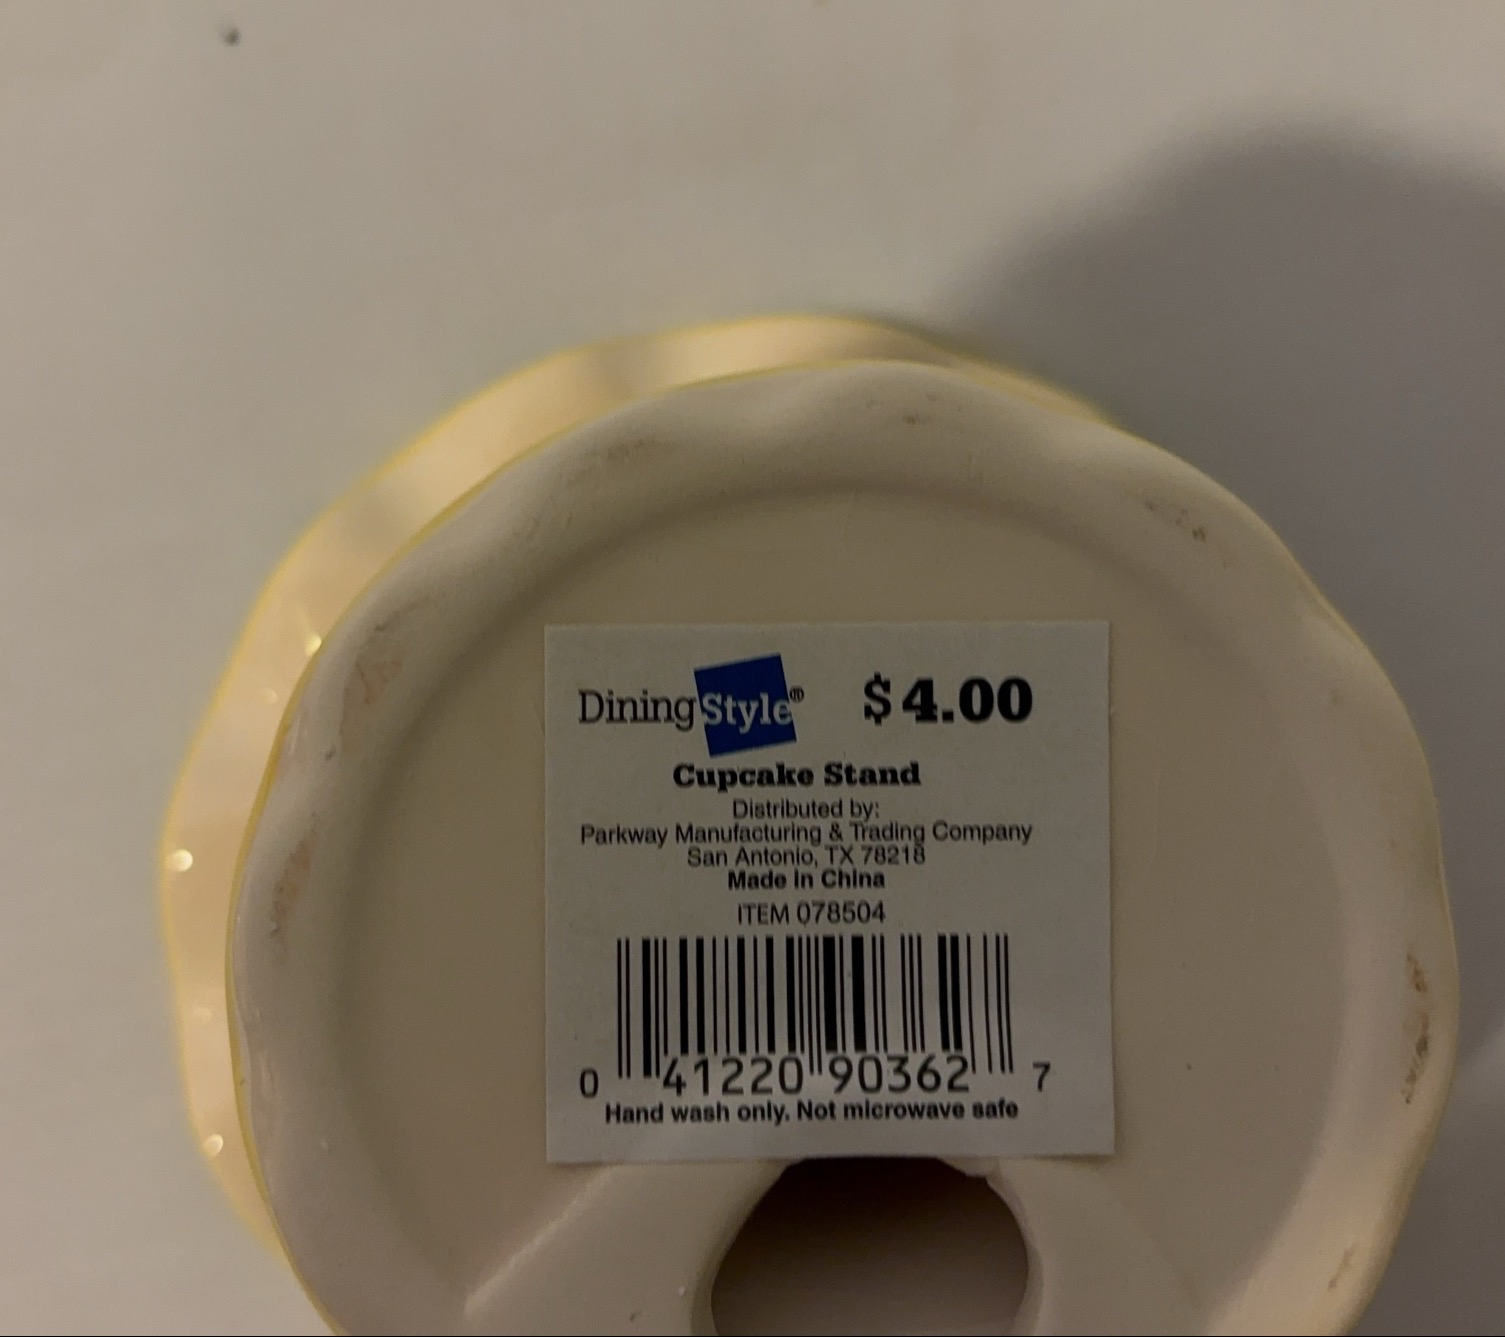 DiningStyle® $4.00
Cupcake Stand
Distributed by:
Parkway Manufacturing & Trading Company
San Antonio, TX 78218
Made in China
ITEM 078504
0 41220 90362 7
Hand wash only. Not microwave safe